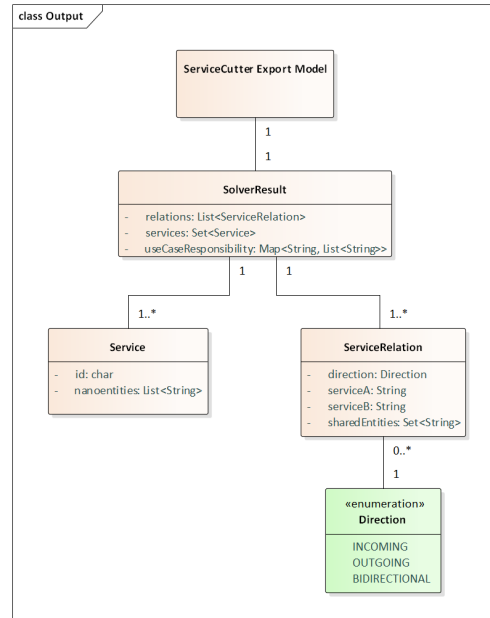 class Output
ServiceCutter Export Model
1
1
SolverResult
- relations: List<ServiceRelation>
- services: Set<Service>
- useCaseResponsibility: Map<String, List<String>>
1
1
1..*
1..*
Service
- id: char
- nanoentities: List<String>
ServiceRelation
- direction: Direction
- serviceA: String
- serviceB: String
- sharedEntities: Set<String>
0..*
1
«enumeration»
Direction
INCOMING
OUTGOING
BIDIRECTIONAL